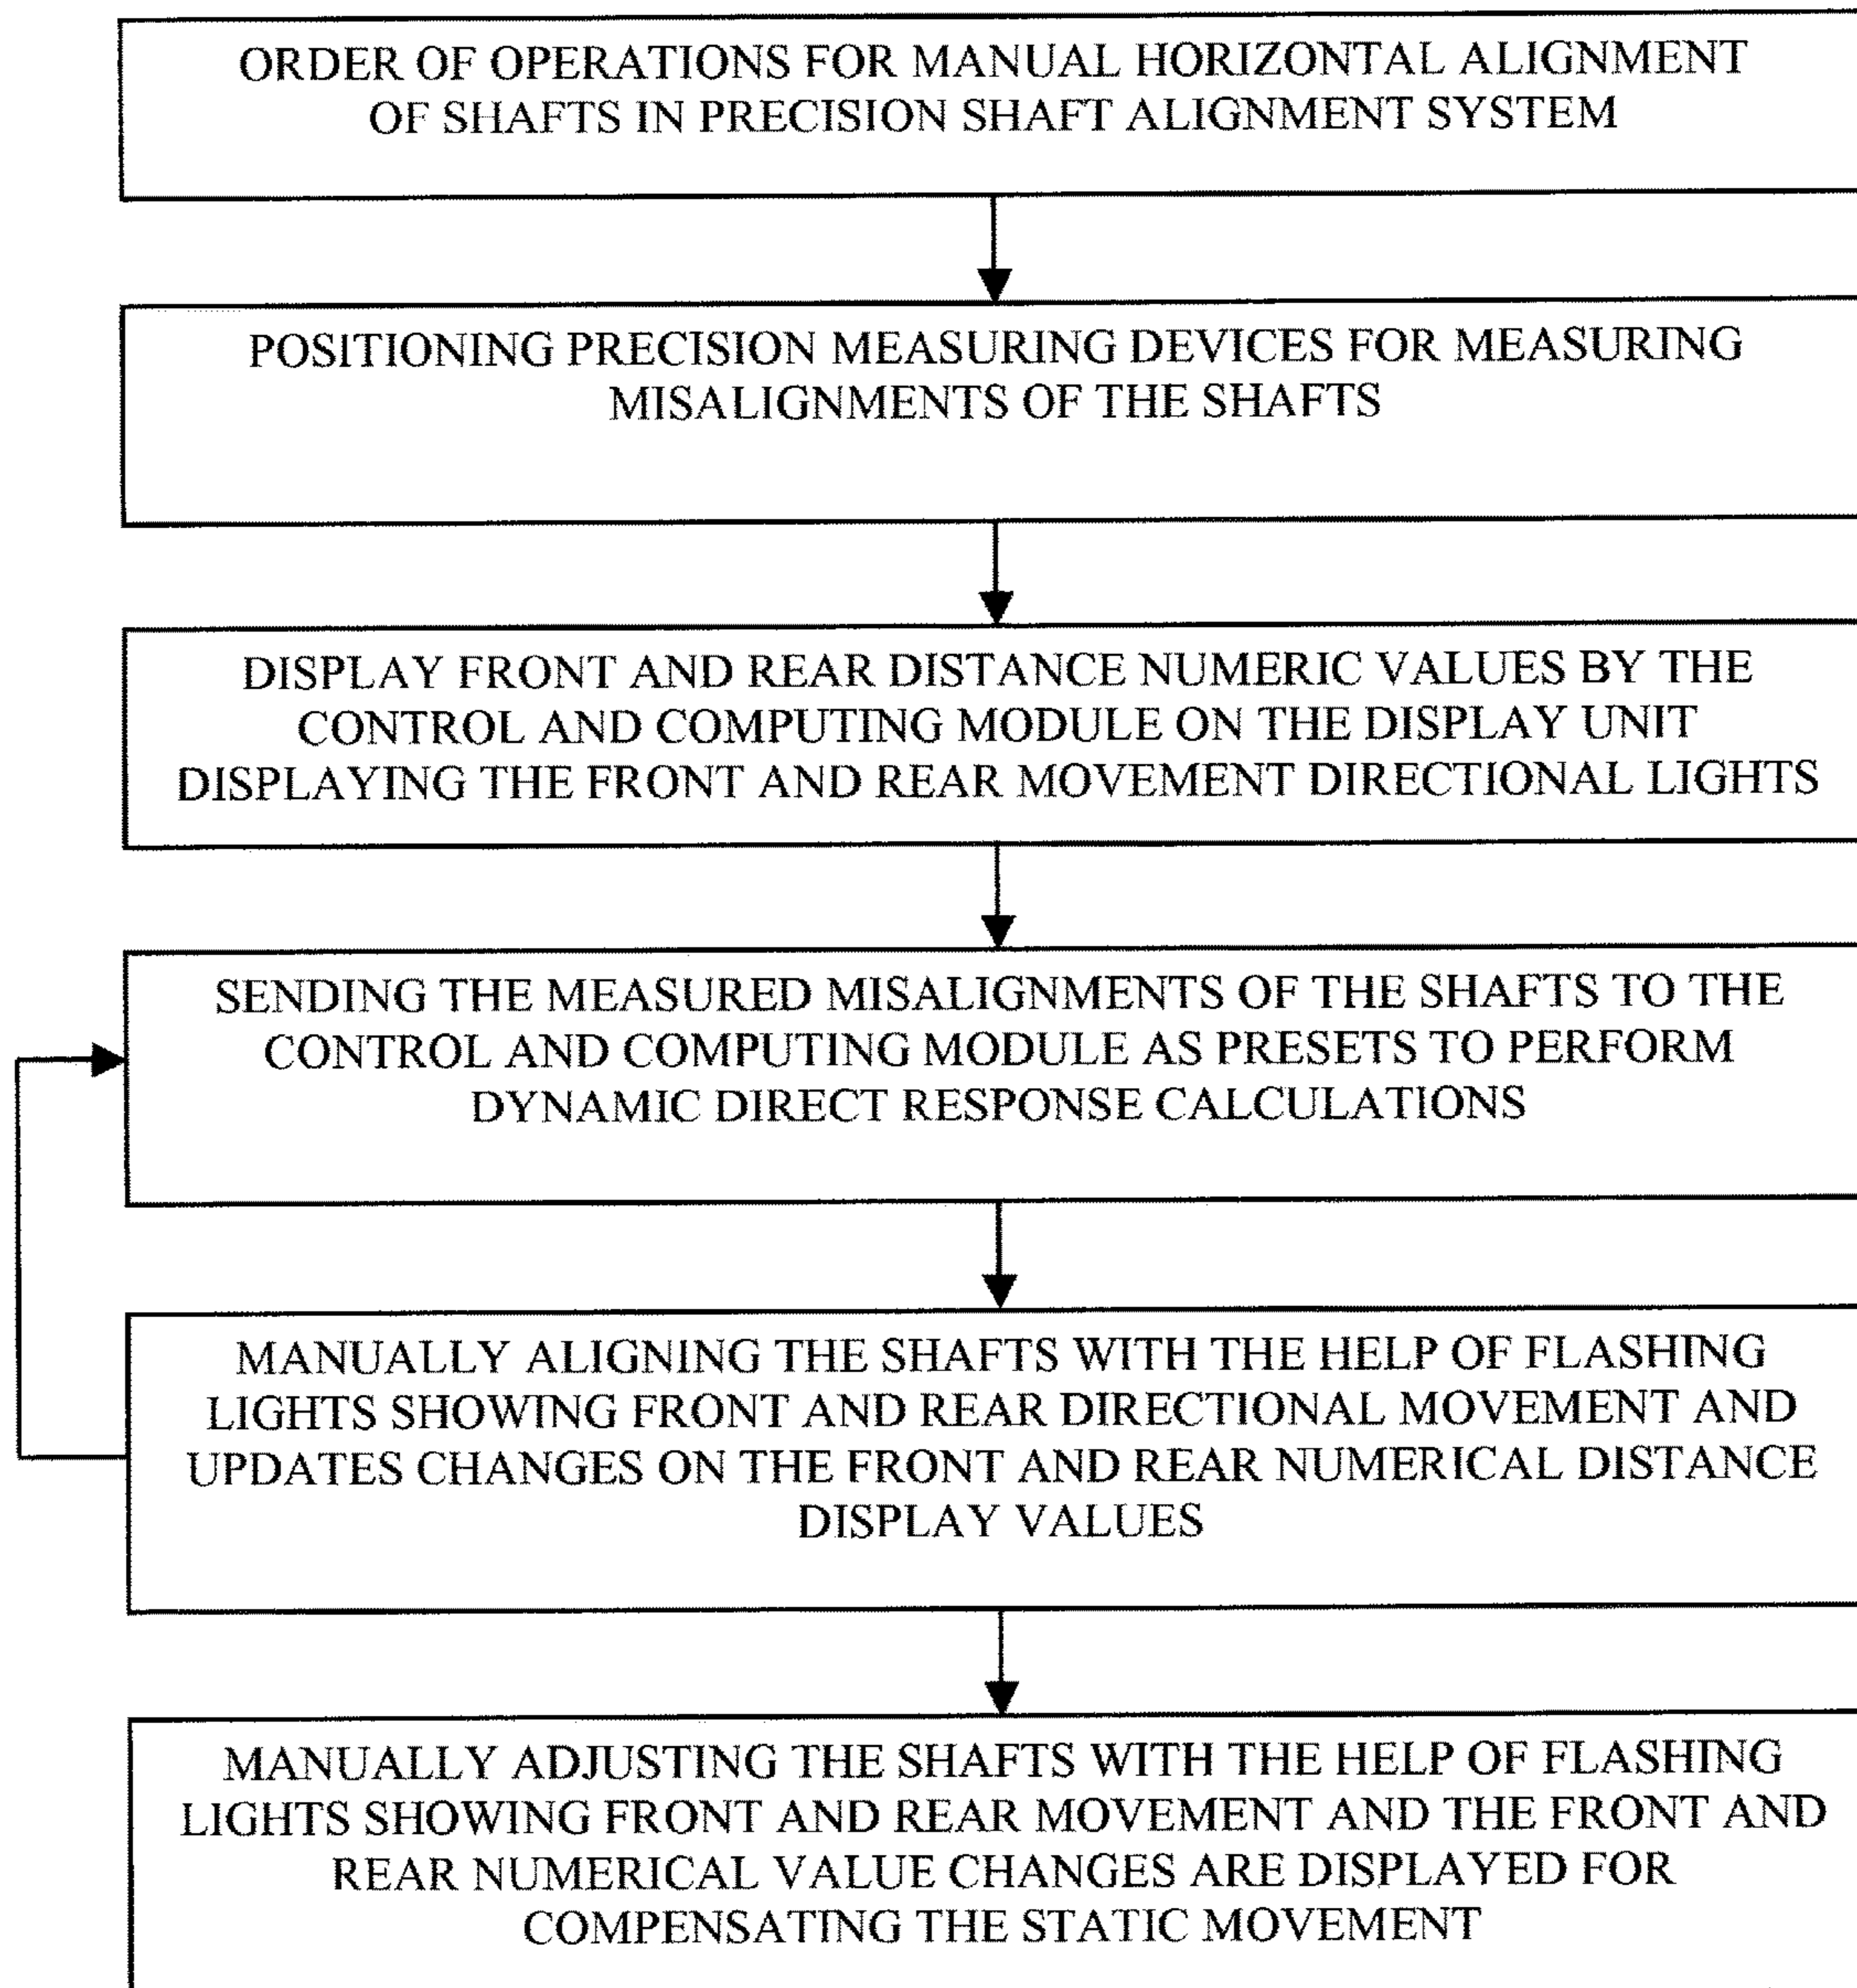 ORDER OF OPERATIONS FOR MANUAL HORIZONTAL ALIGNMENT
OF SHAFTS IN PRECISION SHAFT ALIGNMENT SYSTEM
POSITIONING PRECISION MEASURING DEVICES FOR MEASURING
MISALIGNMENTS OF THE SHAFTS
DISPLAY FRONT AND REAR DISTANCE NUMERIC VALUES BY THE
CONTROL AND COMPUTING MODULE ON THE DISPLAY UNIT
DISPLAYING THE FRONT AND REAR MOVEMENT DIRECTIONAL LIGHTS
SENDING THE MEASURED MISALIGNMENTS OF THE SHAFTS TO THE
CONTROL AND COMPUTING MODULE AS PRESETS TO PERFORM
DYNAMIC DIRECT RESPONSE CALCULATIONS
MANUALLY ALIGNING THE SHAFTS WITH THE HELP OF FLASHING
LIGHTS SHOWING FRONT AND REAR DIRECTIONAL MOVEMENT AND
UPDATES CHANGES ON THE FRONT AND REAR NUMERICAL DISTANCE
DISPLAY VALUES
MANUALLY ADJUSTING THE SHAFTS WITH THE HELP OF FLASHING
LIGHTS SHOWING FRONT AND REAR MOVEMENT AND THE FRONT AND
REAR NUMERICAL VALUE CHANGES ARE DISPLAYED FOR
COMPENSATING THE STATIC MOVEMENT